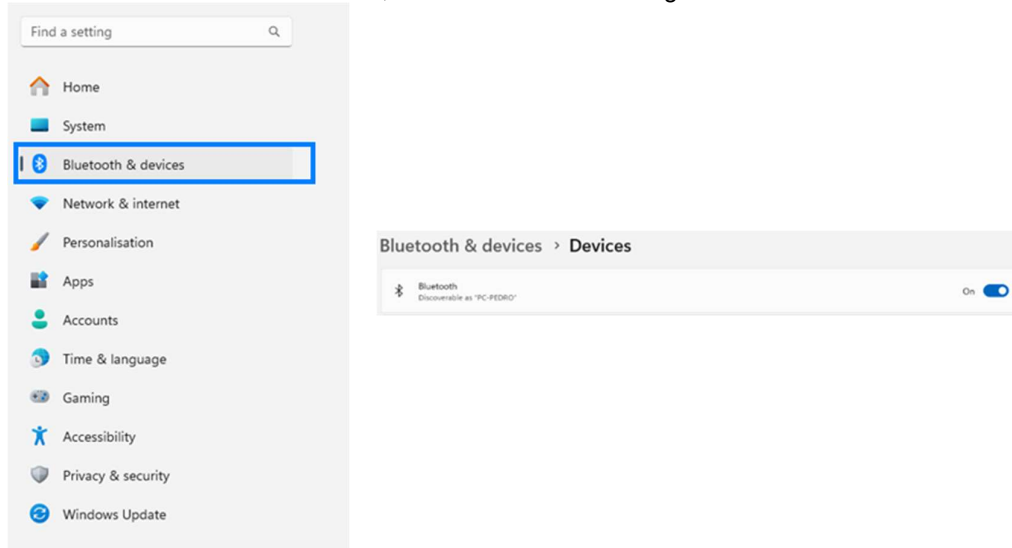 Find a setting
Home
System
Bluetooth & devices
Network & internet
Personalisation
Apps
Accounts
Time & language
Gaming
Accessibility
Privacy & security
Windows Update
Bluetooth & devices > Devices
Bluetooth
Discoverable as "PC-PEDRO"
On